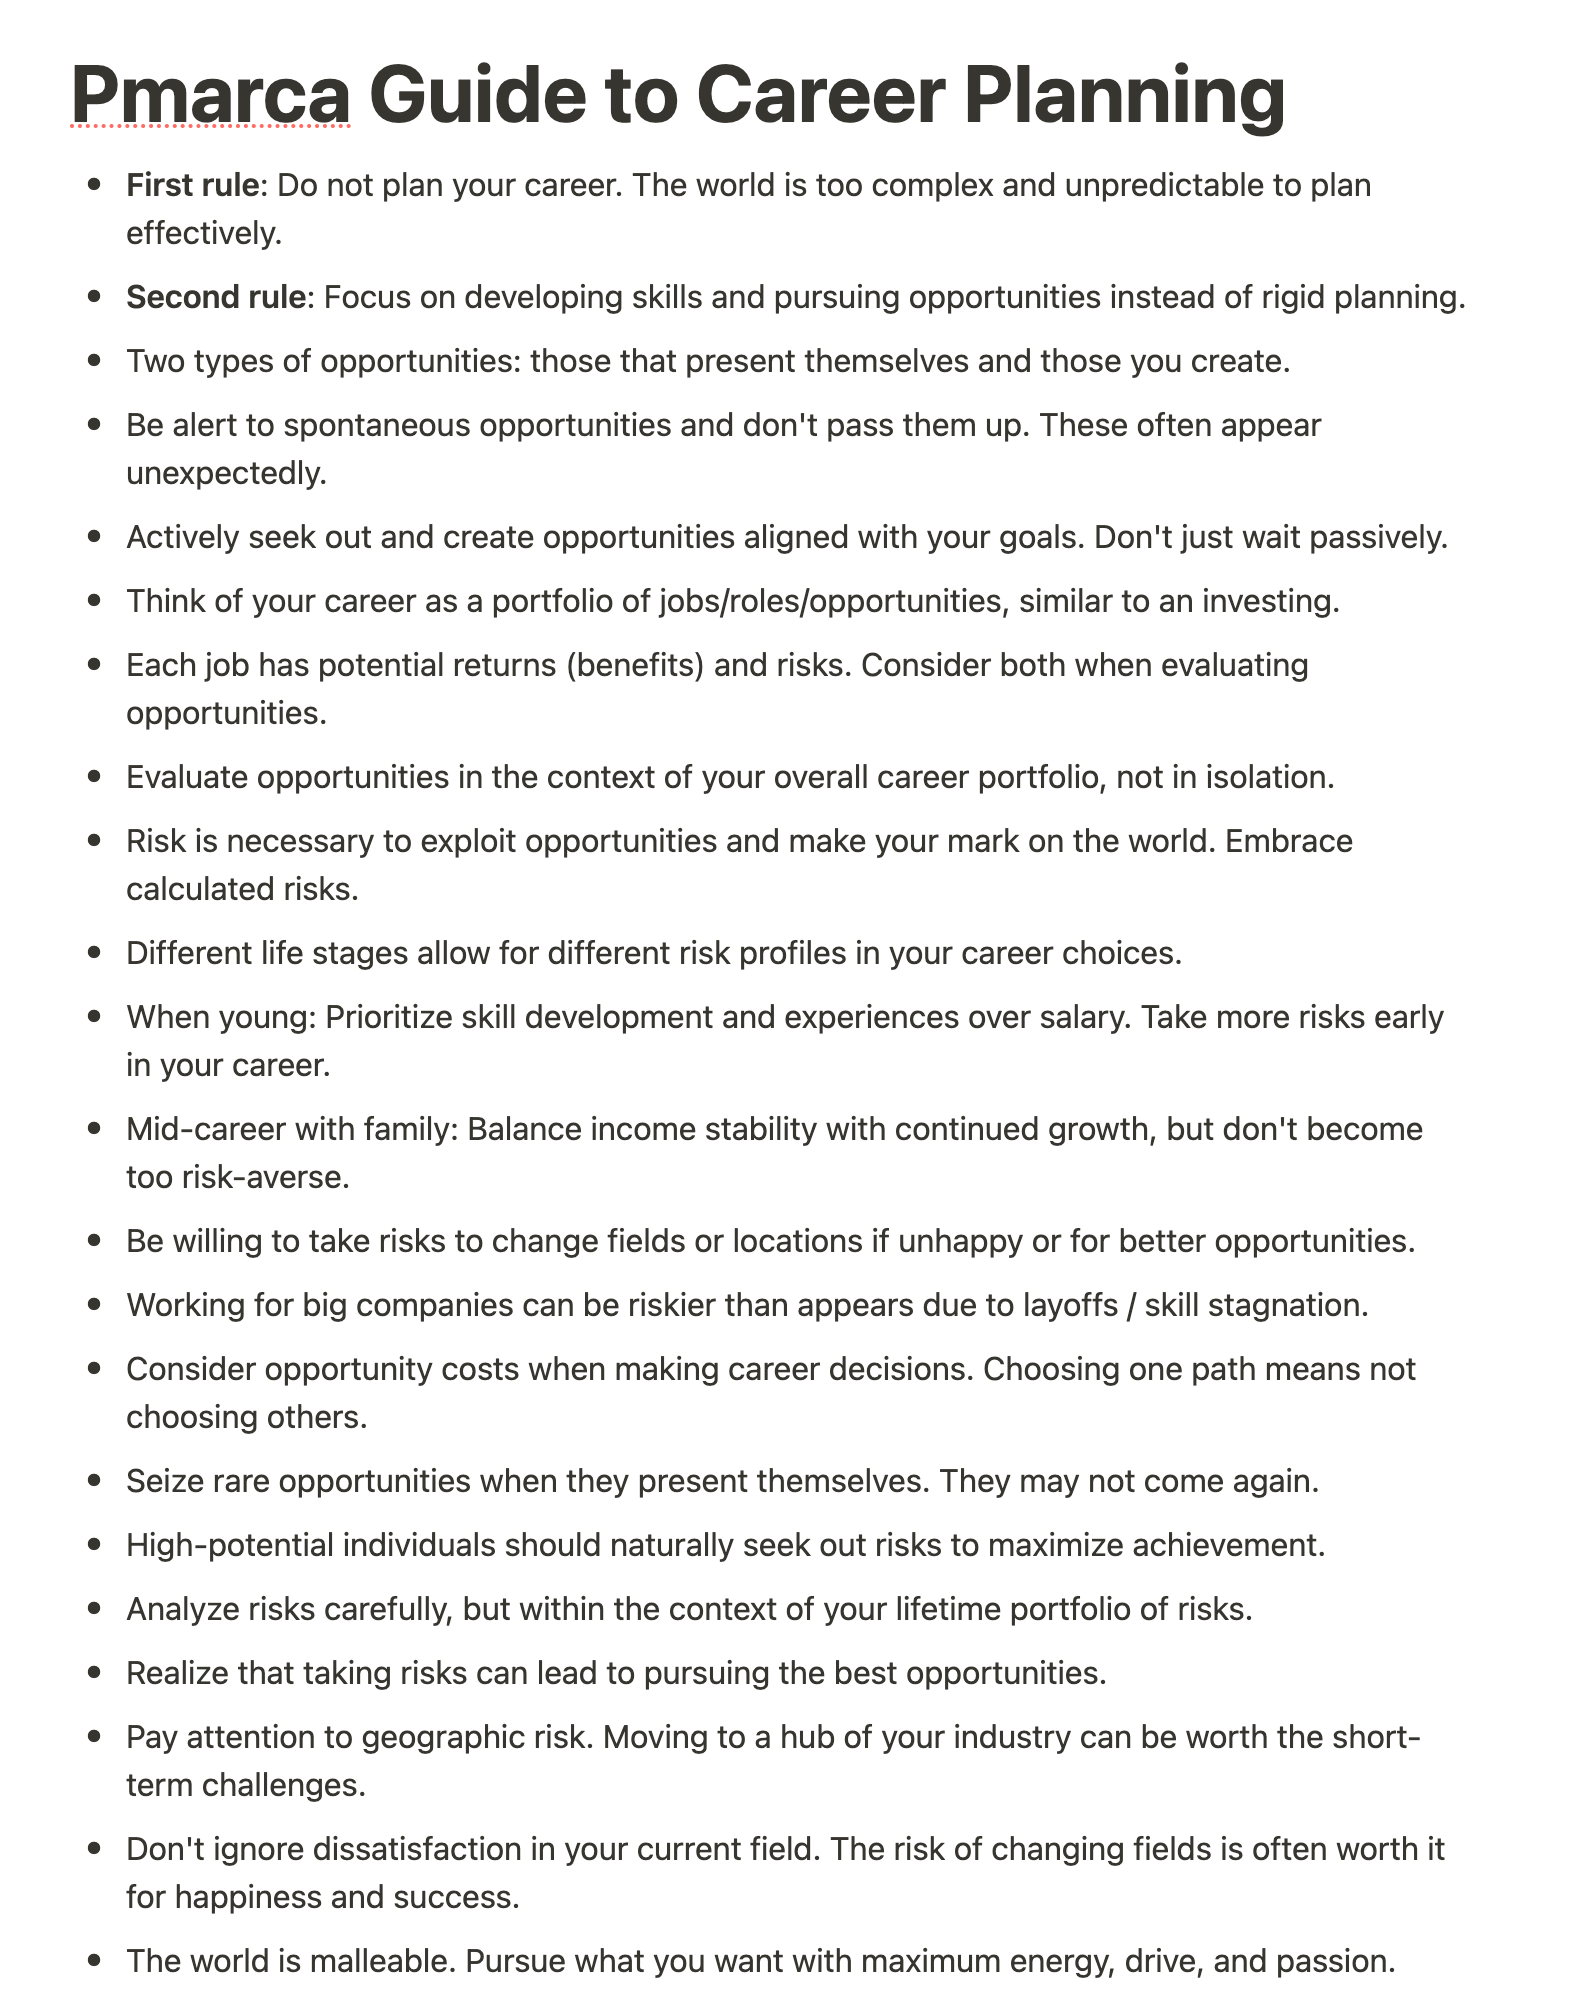 Pmarca Guide to Career Planning
• First rule: Do not plan your career. The world is too complex and unpredictable to plan
effectively.
• Second rule: Focus on developing skills and pursuing opportunities instead of rigid planning.
• Two types of opportunities: those that present themselves and those you create.
• Be alert to spontaneous opportunities and don't pass them up. These often appear
unexpectedly.
• Actively seek out and create opportunities aligned with your goals. Don't just wait passively.
• Think of your career as a portfolio of jobs/roles/opportunities, similar to an investing.
• Each job has potential returns (benefits) and risks. Consider both when evaluating
opportunities.
• Evaluate opportunities in the context of your overall career portfolio, not in isolation.
• Risk is necessary to exploit opportunities and make your mark on the world. Embrace
calculated risks.
• Different life stages allow for different risk profiles in your career choices.
• When young: Prioritize skill development and experiences over salary. Take more risks early
in your career.
• Mid-career with family: Balance income stability with continued growth, but don't become
too risk-averse.
• Be willing to take risks to change fields or locations if unhappy or for better opportunities.
• Working for big companies can be riskier than appears due to layoffs / skill stagnation.
• Consider opportunity costs when making career decisions. Choosing one path means not
choosing others.
• Seize rare opportunities when they present themselves. They may not come again.
• High-potential individuals should naturally seek out risks to maximize achievement.
• Analyze risks carefully, but within the context of your lifetime portfolio of risks.
• Realize that taking risks can lead to pursuing the best opportunities.
• Pay attention to geographic risk. Moving to a hub of your industry can be worth the short-
term challenges.
• Don't ignore dissatisfaction in your current field. The risk of changing fields is often worth it
for happiness and success.
• The world is malleable. Pursue what you want with maximum energy, drive, and passion.